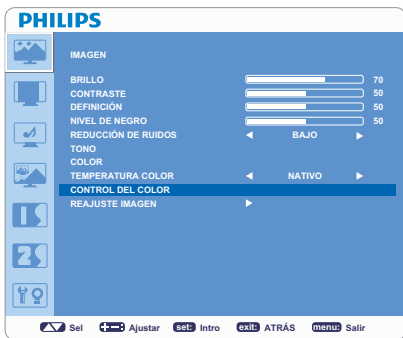 PHILIPS
IMAGEN
BRILLO 70
CONTRASTE 50
DEFINICIÓN 50
NIVEL DE NEGRO 50
REDUCCIÓN DE RUIDOS BAJO
TONO
COLOR
TEMPERATURA COLOR NATIVO
CONTROL DEL COLOR
REAJUSTE IMAGEN
Sel Ajustar set: Intro exit: ATRÁS menu: Salir